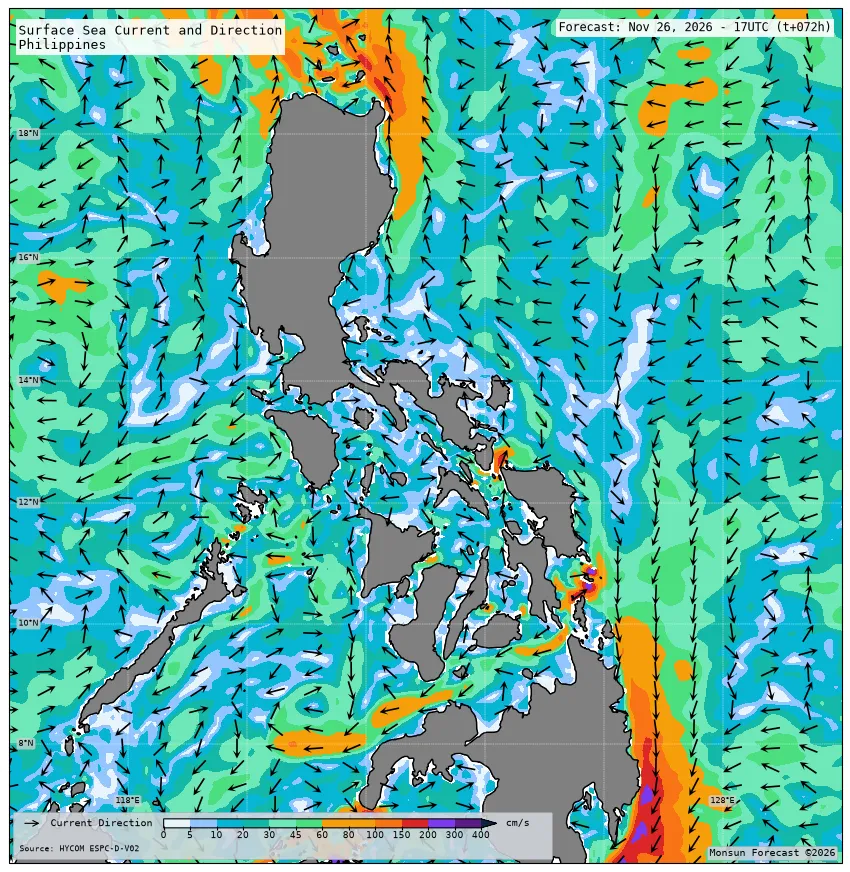 Surface Sea Current and Direction
Philippines
Forecast: Nov 26, 2026 - 17UTC (t+072h)
18°N
16°N
14°N
12°N
10°N
8°N
118°E
128°E
Current Direction
cm/s
0 5 10 20 30 45 60 80 100 150 200 300 400
Source: HYCOM ESPC-D-V02
Monsun Forecast ©2026